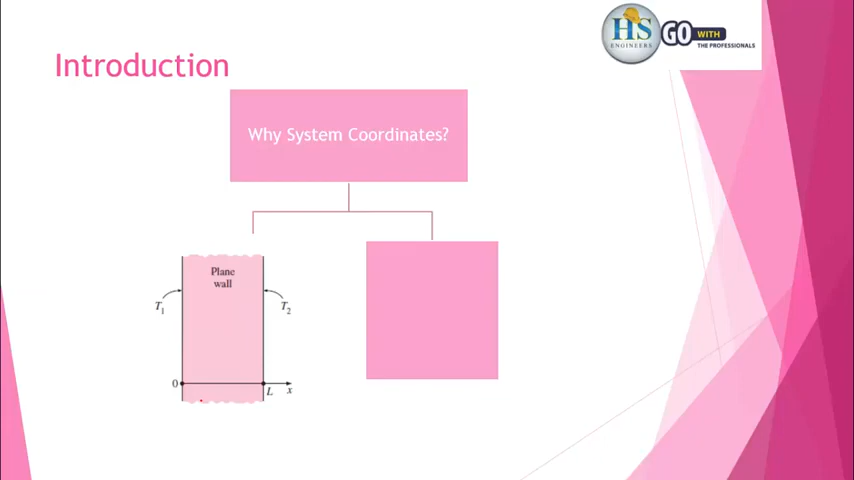 HS
ENGINEERS
GO WITH
THE PROFESSIONALS
Introduction
Why System Coordinates?
Plane
wall
T1
T2
0
L
x